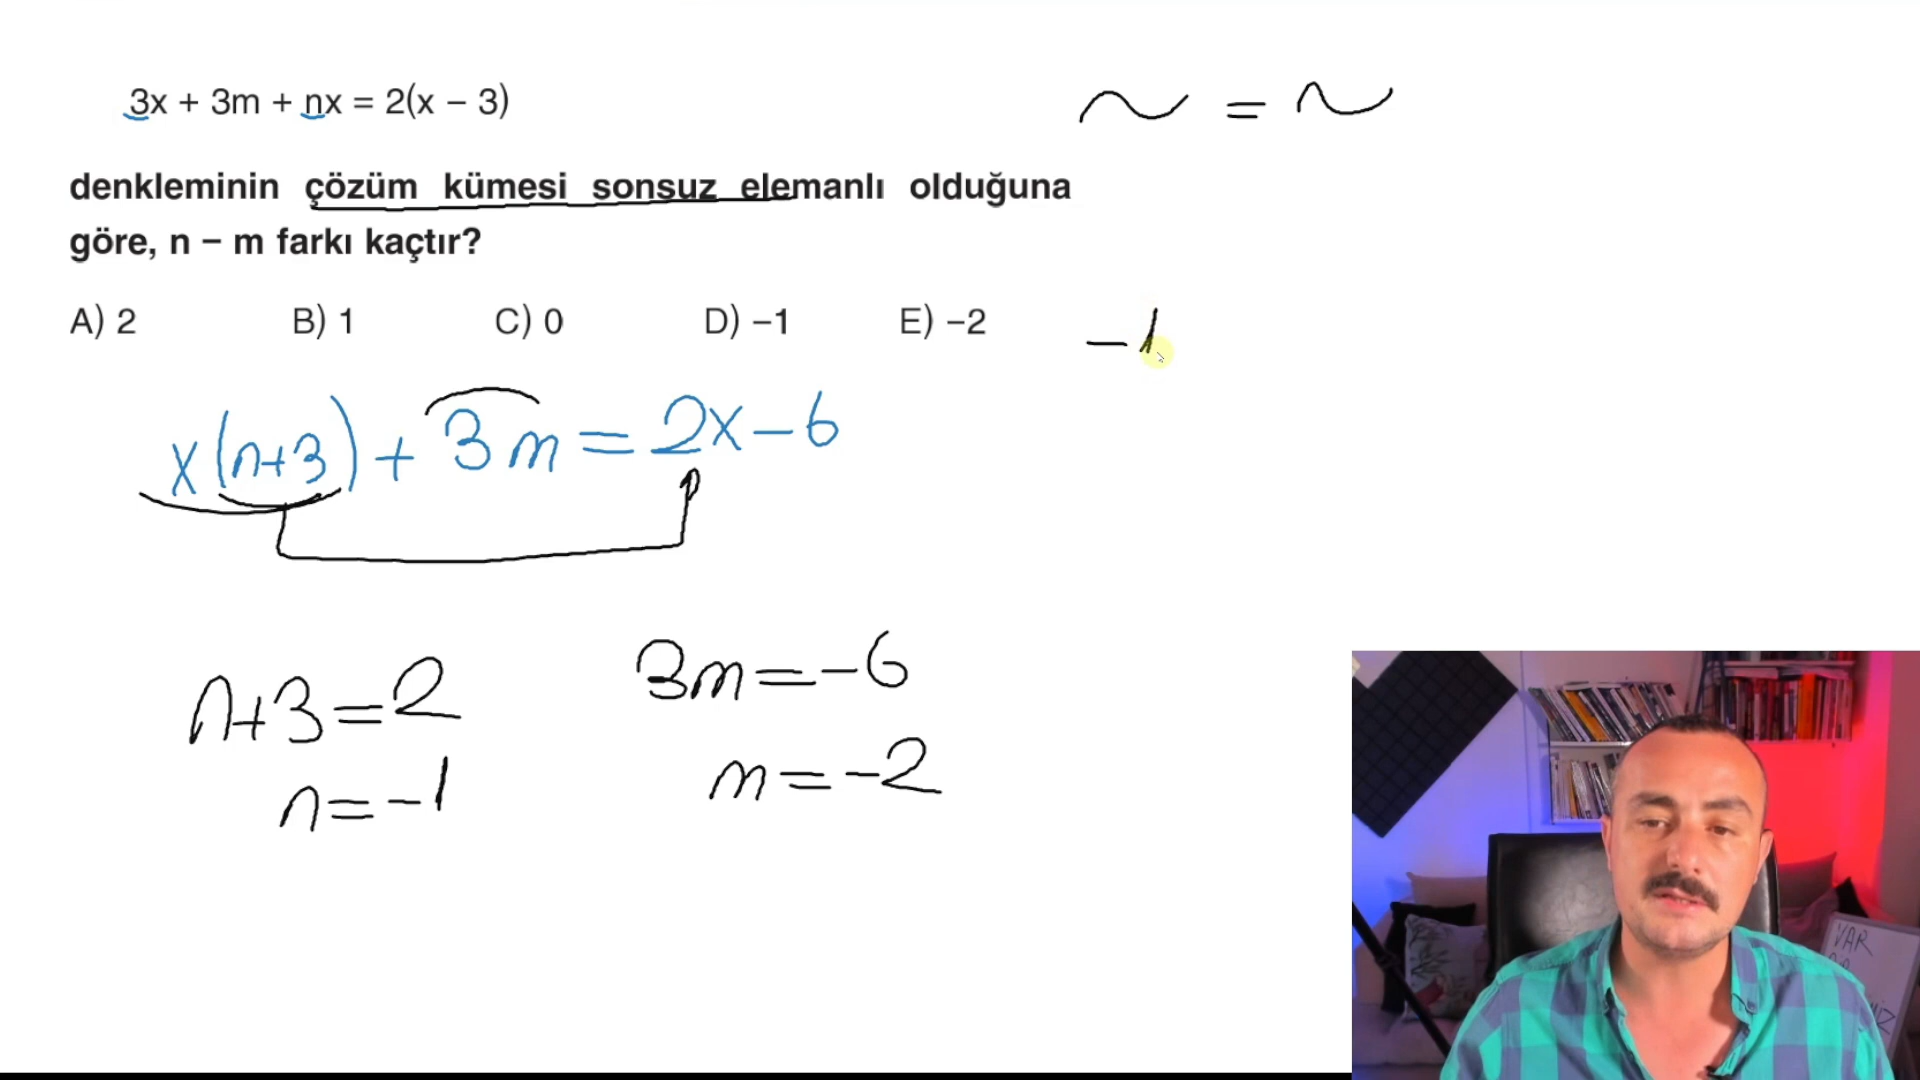 3x + 3m + nx = 2(x – 3)
~ = ~
denkleminin çözüm kümesi sonsuz elemanlı olduğuna
göre, n – m farkı kaçtır?
A) 2 B) 1 C) 0 D) –1 E) –2
–1
x(n+3) + 3m = 2x – 6
n+3 = 2
n = –1
3m = –6
m = –2
VAR